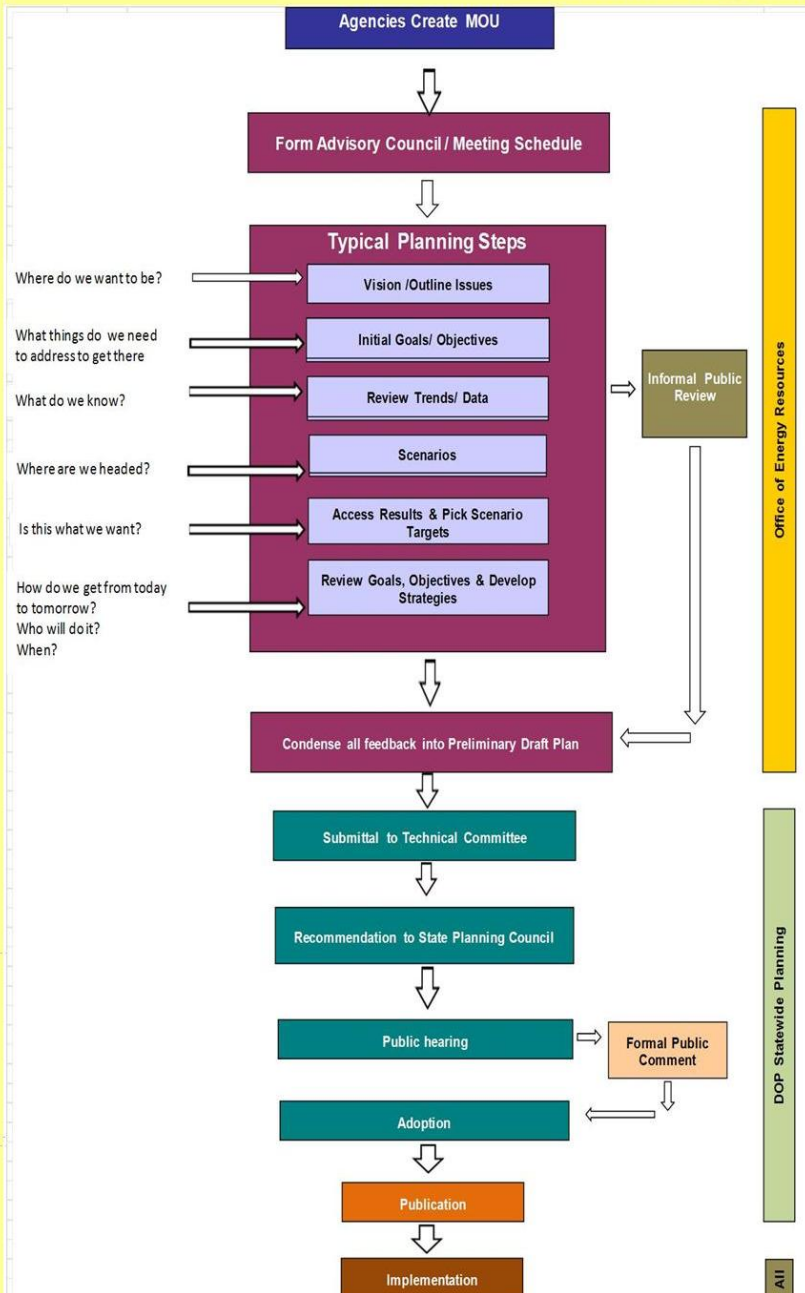 Agencies Create MOU
Form Advisory Council / Meeting Schedule
Typical Planning Steps
Where do we want to be?
Vision /Outline Issues
What things do we need
to address to get there
Initial Goals/ Objectives
What do we know?
Review Trends/ Data
Informal Public
Review
Where are we headed?
Scenarios
Is this what we want?
Access Results & Pick Scenario
Targets
How do we get from today
to tomorrow?
Who will do it?
When?
Review Goals, Objectives & Develop
Strategies
Condense all feedback into Preliminary Draft Plan
Office of Energy Resources
Submittal to Technical Committee
Recommendation to State Planning Council
Public hearing
Formal Public
Comment
Adoption
Publication
DOP Statewide Planning
Implementation
All